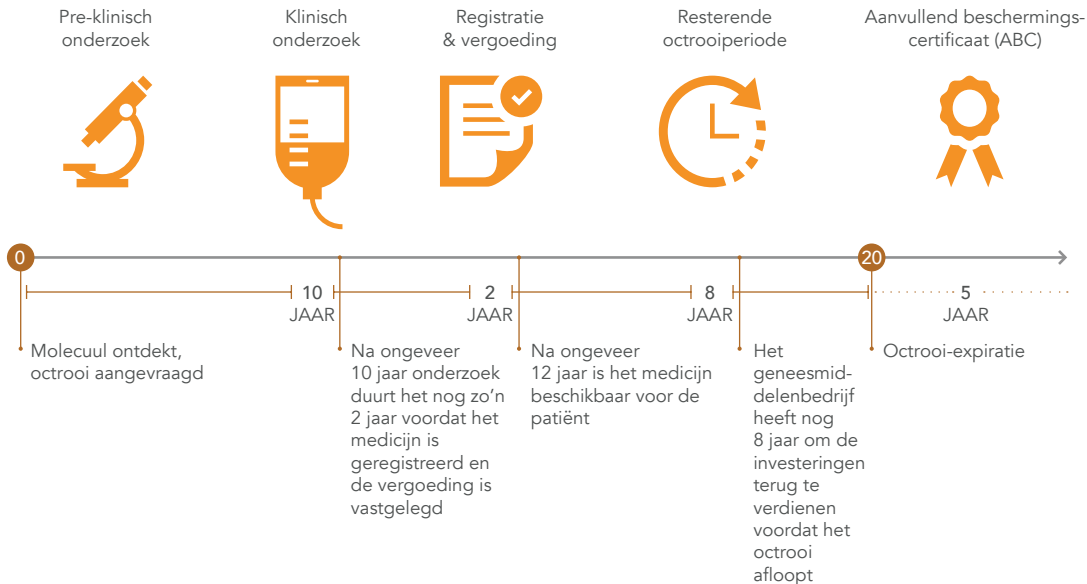 Pre-klinisch
onderzoek
Klinisch
onderzoek
Registratie
& vergoeding
Resterende
octrooiperiode
Aanvullend beschermings-
certificaat (ABC)
0
20
10
JAAR
2
JAAR
8
JAAR
5
JAAR
Molecuul ontdekt,
octrooi aangevraagd
Na ongeveer
10 jaar onderzoek
duurt het nog zo’n
2 jaar voordat het
medicijn is
geregistreerd en
de vergoeding is
vastgelegd
Na ongeveer
12 jaar is het medicijn
beschikbaar voor de
patiënt
Het
geneesmid-
delenbedrijf
heeft nog
8 jaar om de
investeringen
terug te
verdienen
voordat het
octrooi
afloopt
Octrooi-expiratie